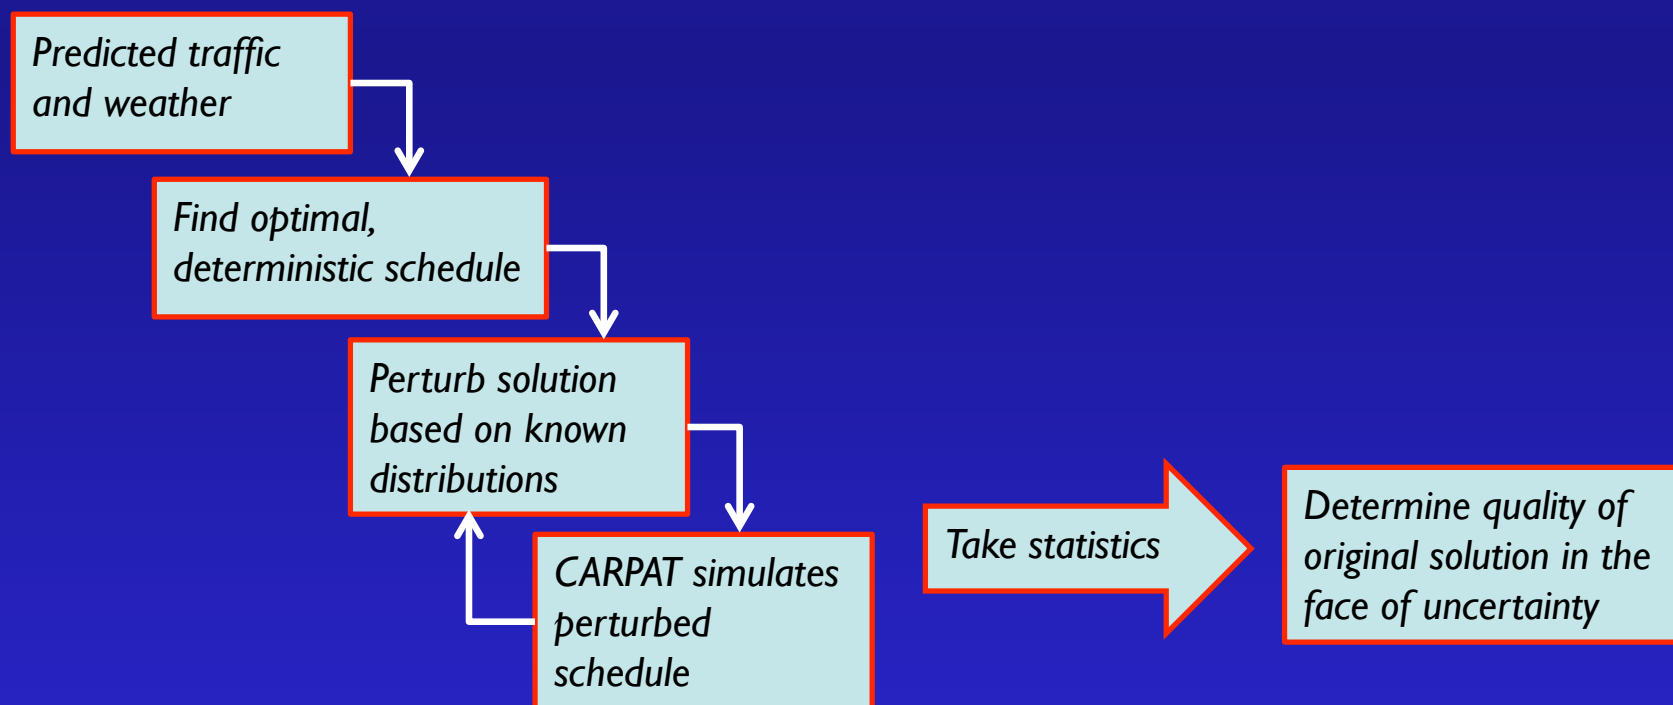 Predicted traffic
and weather
Find optimal,
deterministic schedule
Perturb solution
based on known
distributions
CARPAT simulates
perturbed
schedule
Take statistics
Determine quality of
original solution in the
face of uncertainty